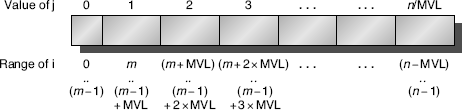 Value of j 0 1 2 3 . . . . . . n/MVL
Range of i 0 m (m+MVL) (m+2×MVL) . . . . . . (n−MVL)
.. .. .. .. ..
(m−1) (m−1) (m−1) (m−1) (n−1)
+MVL +2×MVL +3×MVL